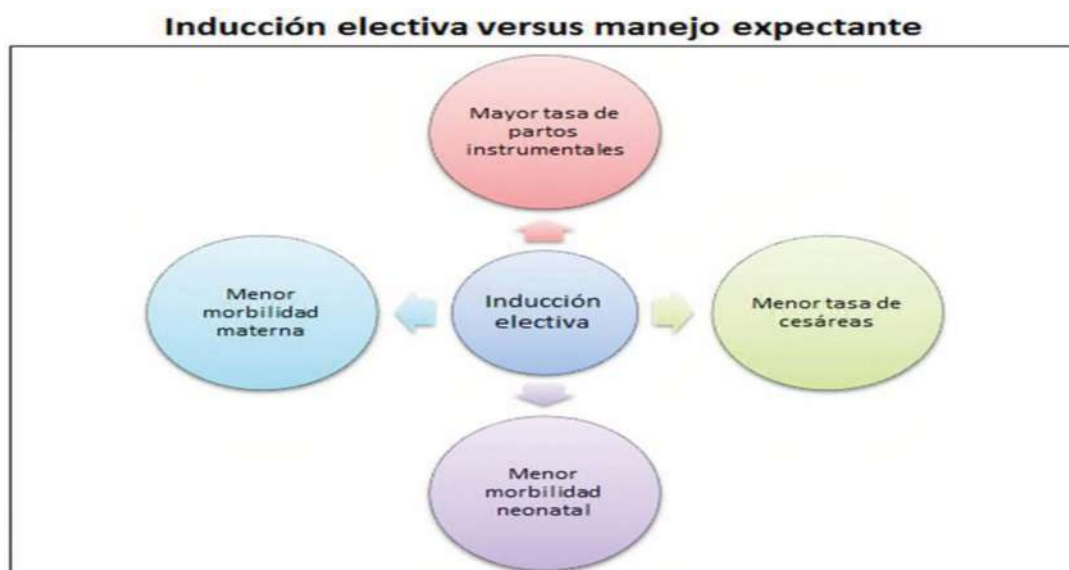 Inducción electiva versus manejo expectante
Mayor tasa de
partos
instrumentales
Menor
morbilidad
materna
Inducción
electiva
Menor tasa de
cesáreas
Menor
morbilidad
neonatal